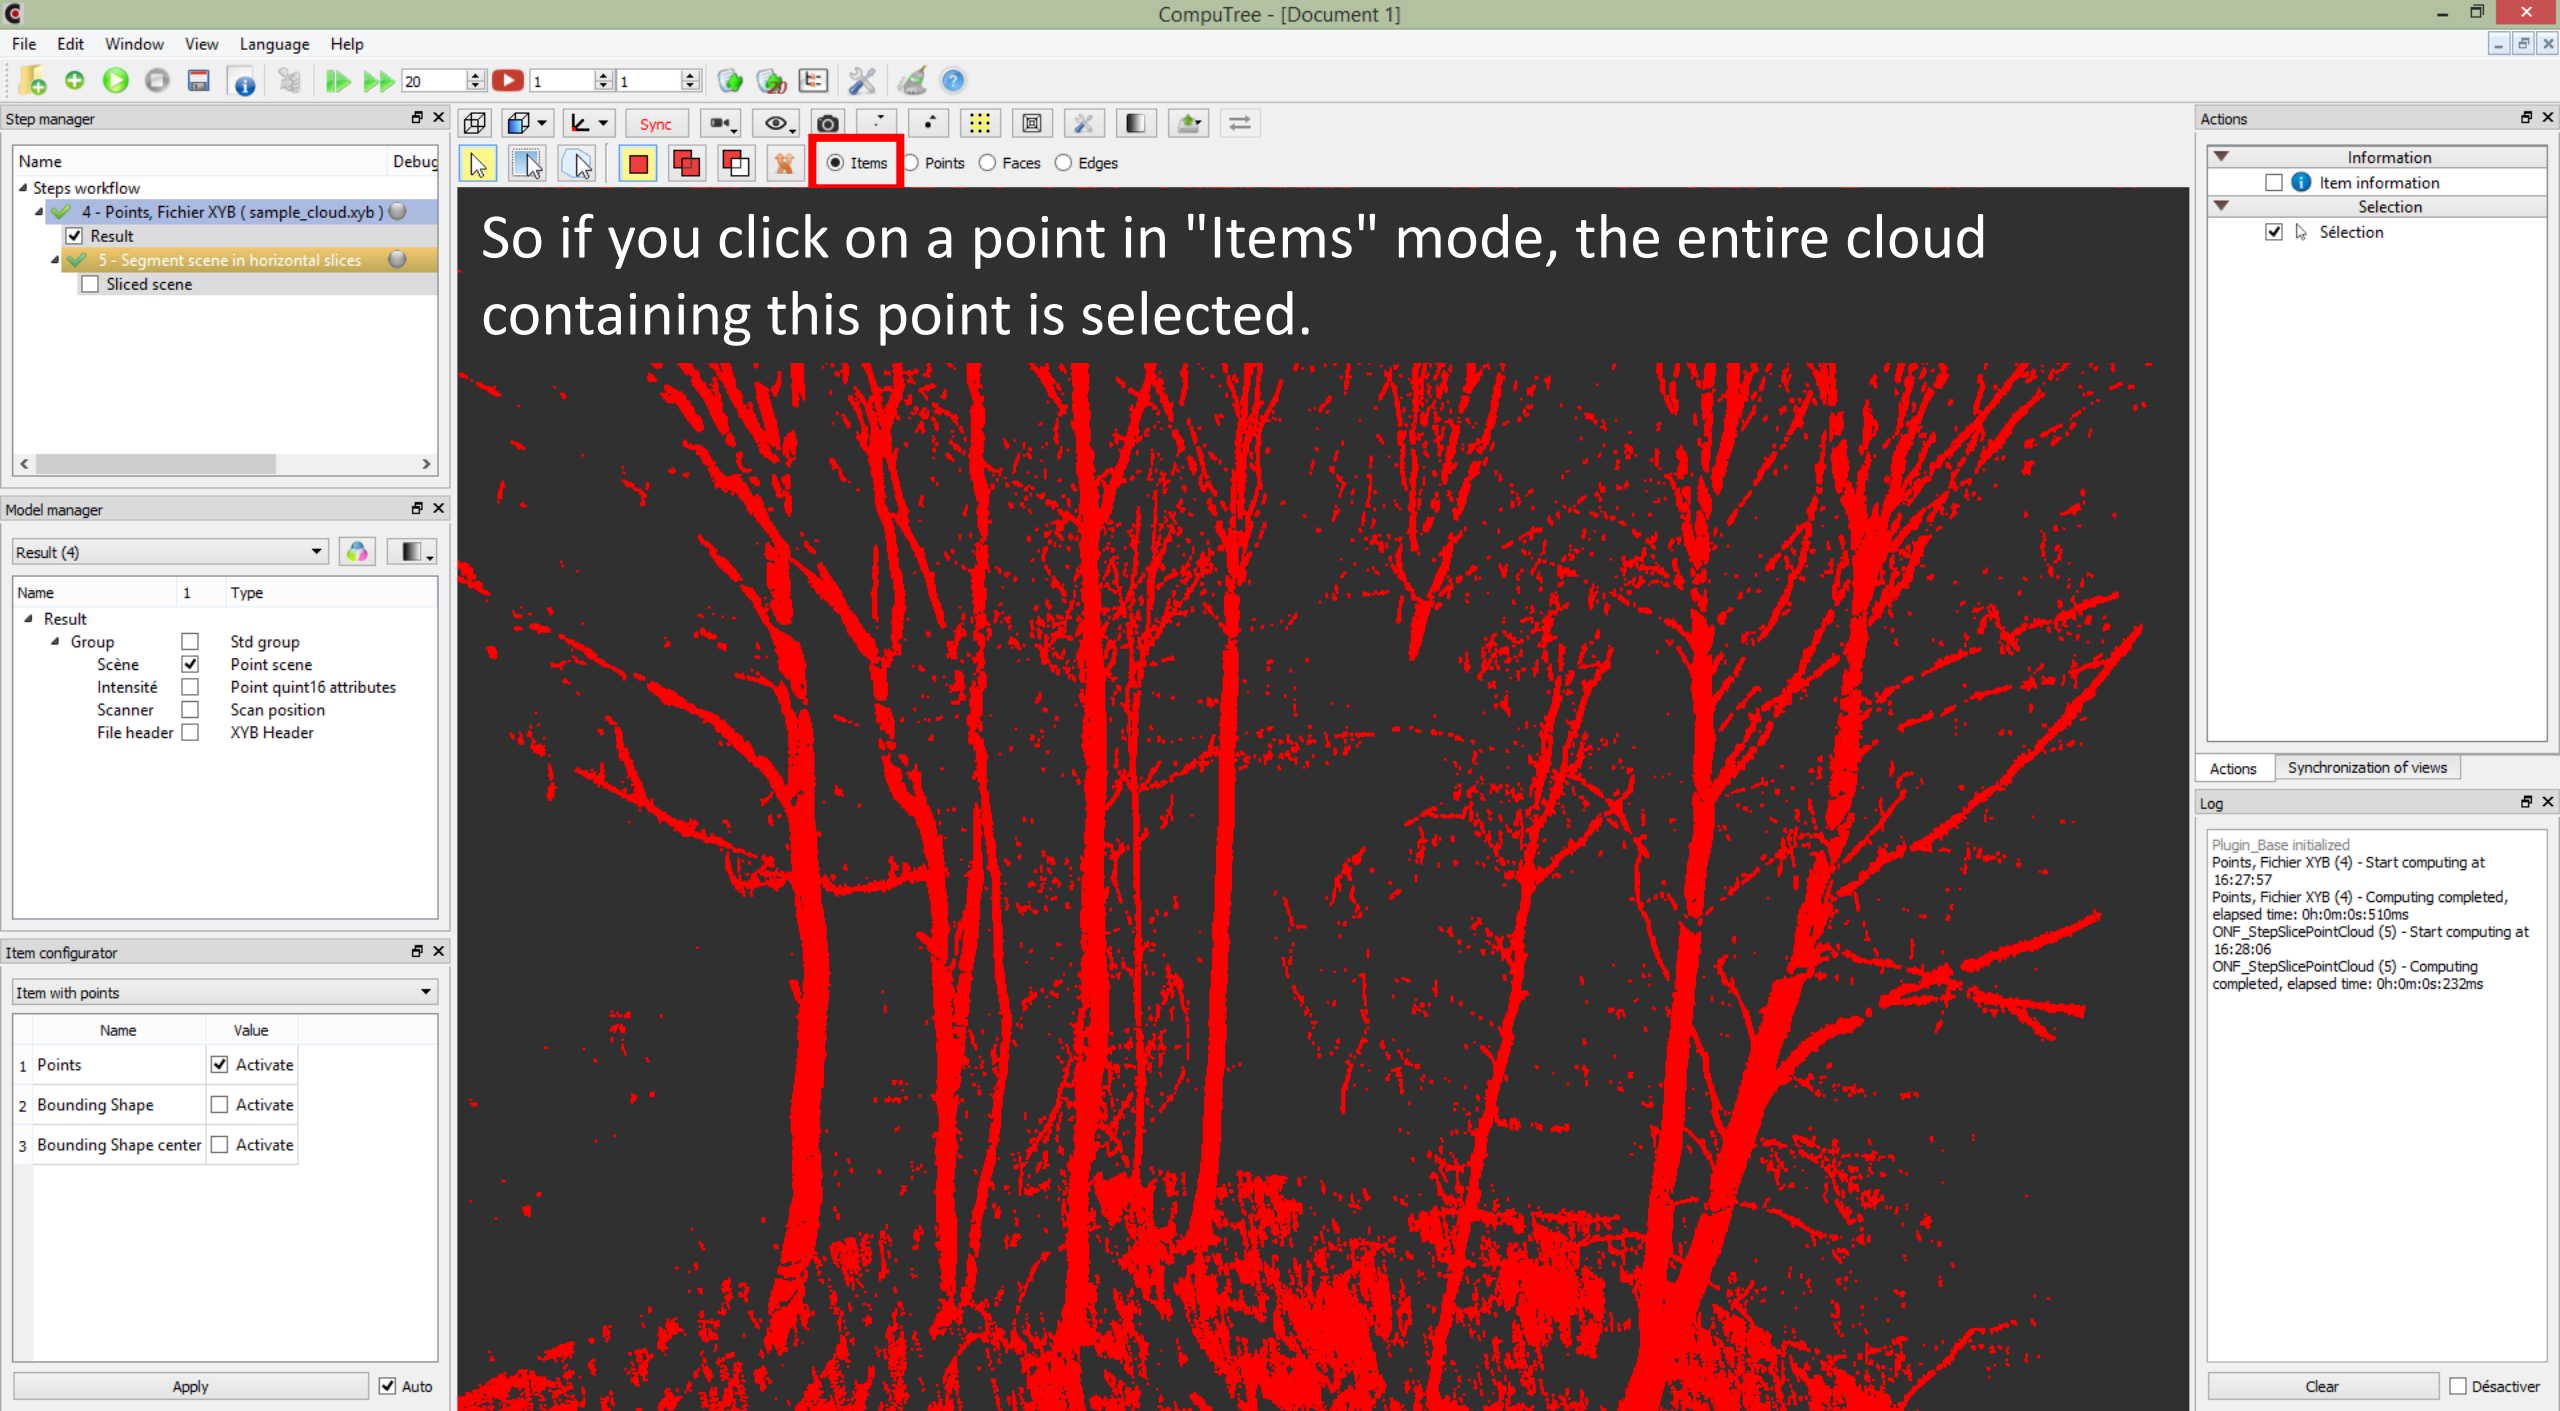 CompuTree - [Document 1]
File Edit Window View Language Help
20 1 1
Step manager
Name Debug
Steps workflow
4 - Points, Fichier XYB ( sample_cloud.xyb )
Result
5 - Segment scene in horizontal slices
Sliced scene
Model manager
Result (4)
Name 1 Type
Result
Group Std group
Scène Point scene
Intensité Point quint16 attributes
Scanner Scan position
File header XYB Header
Item configurator
Item with points
Name Value
1 Points Activate
2 Bounding Shape Activate
3 Bounding Shape center Activate
Apply Auto
Sync
Items Points Faces Edges
So if you click on a point in "Items" mode, the entire cloud
containing this point is selected.
Actions
Information
Item information
Selection
Sélection
Actions Synchronization of views
Log
Plugin_Base initialized
Points, Fichier XYB (4) - Start computing at
16:27:57
Points, Fichier XYB (4) - Computing completed,
elapsed time: 0h:0m:0s:510ms
ONF_StepSlicePointCloud (5) - Start computing at
16:28:06
ONF_StepSlicePointCloud (5) - Computing
completed, elapsed time: 0h:0m:0s:232ms
Clear Désactiver